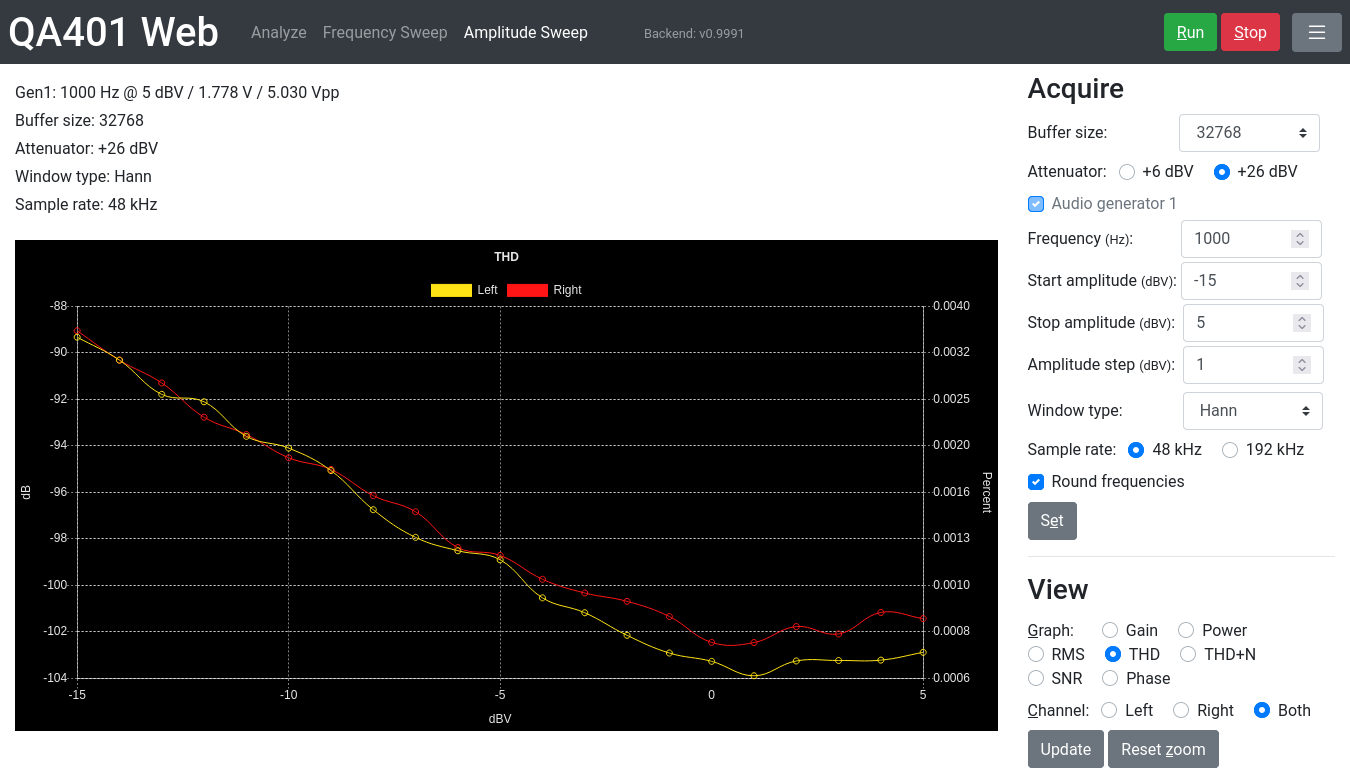 QA401 Web Analyze Frequency Sweep Amplitude Sweep Backend: v0.9991 Run Stop
Gen1: 1000 Hz @ 5 dBV / 1.778 V / 5.030 Vpp
Buffer size: 32768
Attenuator: +26 dBV
Window type: Hann
Sample rate: 48 kHz
THD
Left Right
-88
-90
-92
-94
-96
-98
-100
-102
-104
dB
0.0040
0.0032
0.0025
0.0020
0.0016
0.0013
0.0010
0.0008
0.0006
Percent
-15 -10 -5 0 5
dBV
Acquire
Buffer size: 32768
Attenuator: +6 dBV +26 dBV
Audio generator 1
Frequency (Hz): 1000
Start amplitude (dBV): -15
Stop amplitude (dBV): 5
Amplitude step (dBV): 1
Window type: Hann
Sample rate: 48 kHz 192 kHz
Round frequencies
Set
View
Graph: Gain Power
RMS THD THD+N
SNR Phase
Channel: Left Right Both
Update Reset zoom